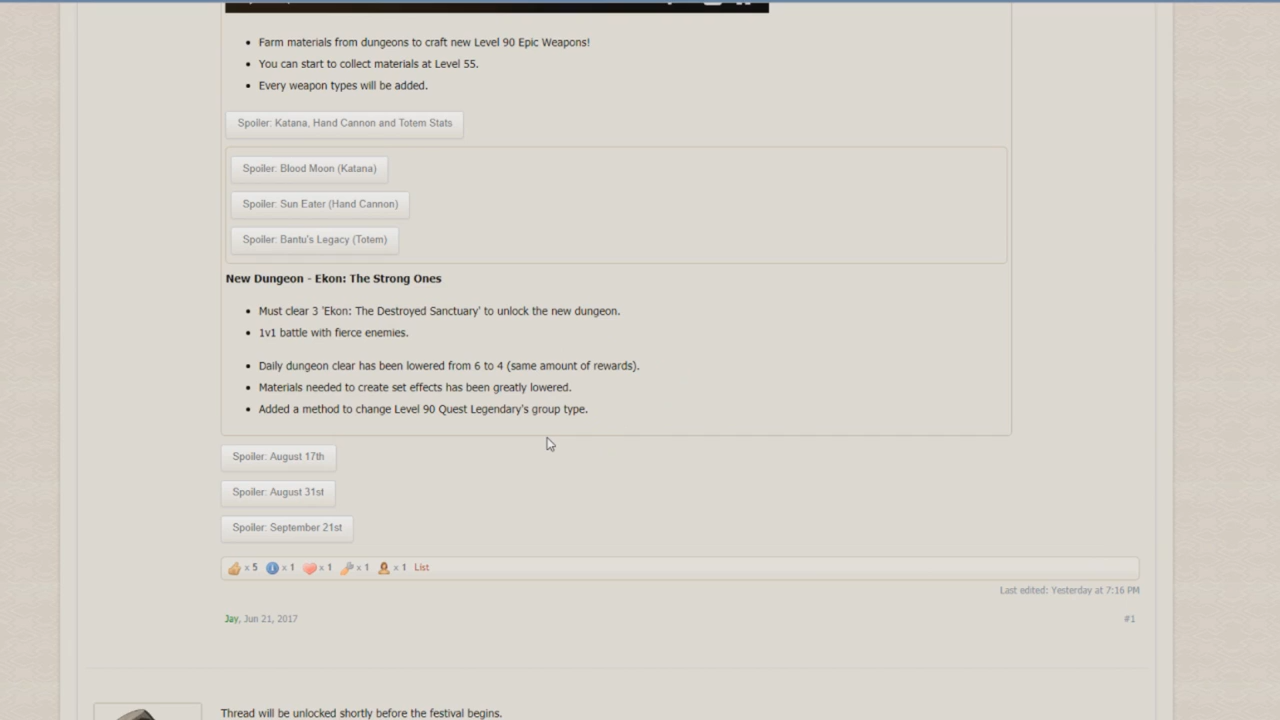 Farm materials from dungeons to craft new Level 90 Epic Weapons!
You can start to collect materials at Level 55.
Every weapon types will be added.
Spoiler: Katana, Hand Cannon and Totem Stats
Spoiler: Blood Moon (Katana)
Spoiler: Sun Eater (Hand Cannon)
Spoiler: Bantu's Legacy (Totem)
New Dungeon - Ekon: The Strong Ones
Must clear 3 'Ekon: The Destroyed Sanctuary' to unlock the new dungeon.
1v1 battle with fierce enemies.
Daily dungeon clear has been lowered from 6 to 4 (same amount of rewards).
Materials needed to create set effects has been greatly lowered.
Added a method to change Level 90 Quest Legendary's group type.
Spoiler: August 17th
Spoiler: August 31st
Spoiler: September 21st
x 5 x 1 x 1 x 1 x 1 List
Last edited: Yesterday at 7:16 PM
Jay, Jun 21, 2017 #1
Thread will be unlocked shortly before the festival begins.